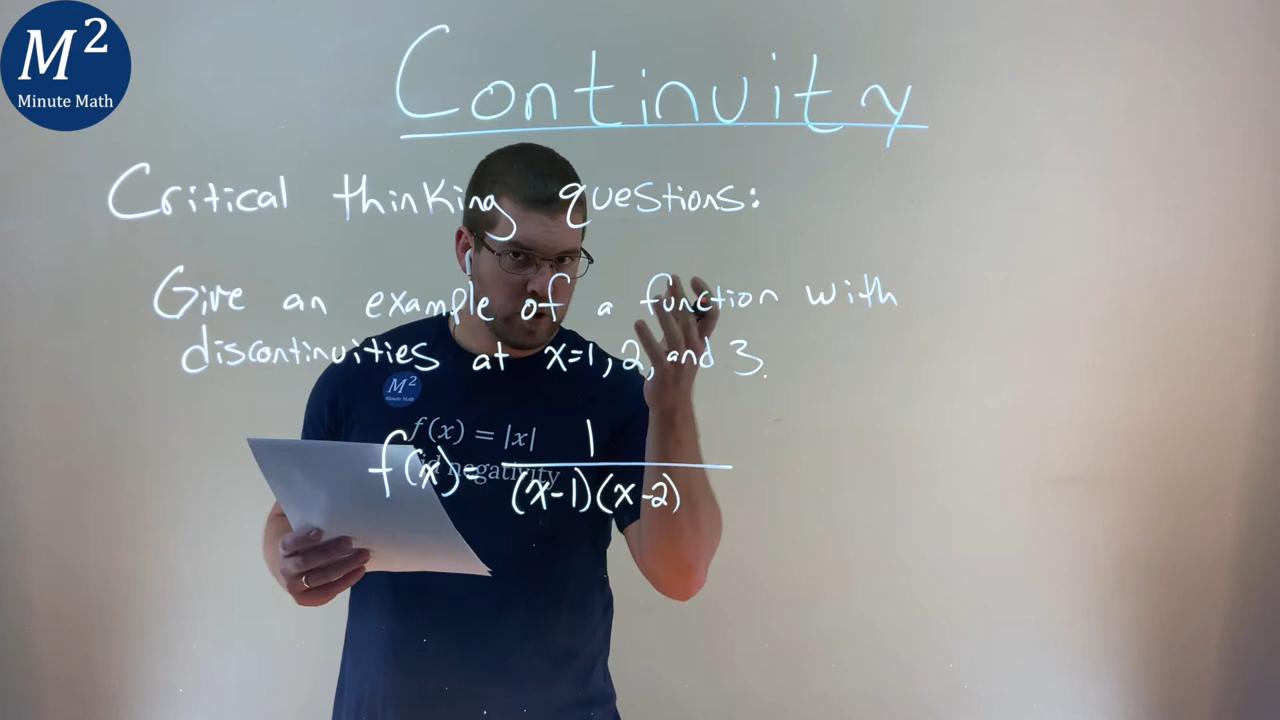 M²
Minute Math
Continuity
Critical thinking questions:
Give an example of a function with
discontinuities at x=1, 2, and 3.
M²
Minute Math
f(x) = |x|
negativity
f(x)= 1
(x-1)(x-2)